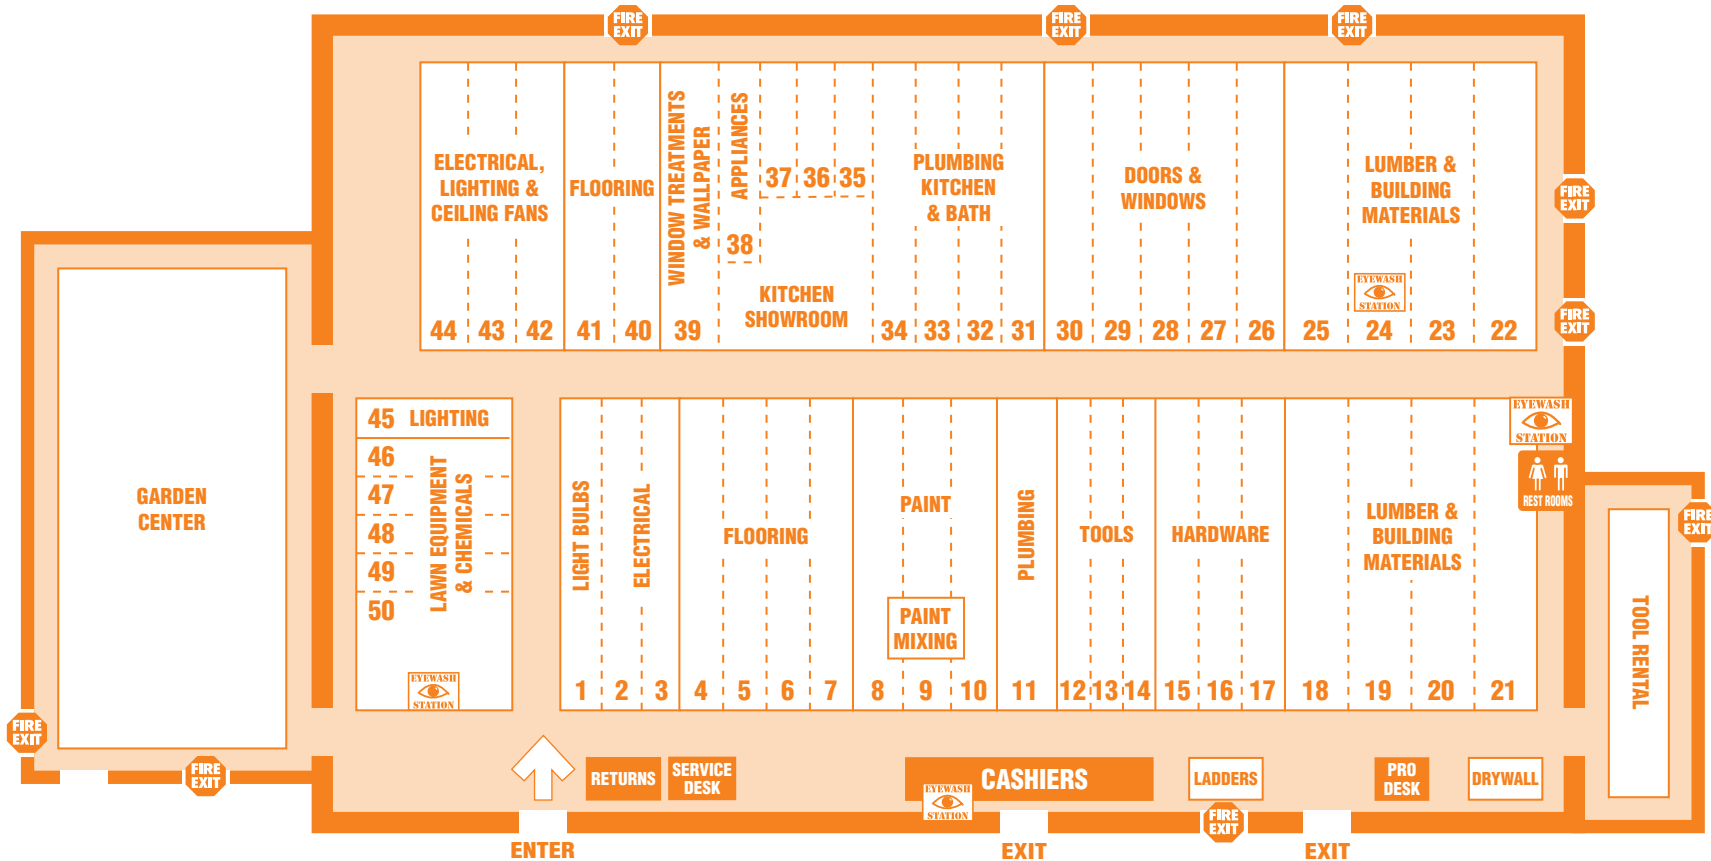 FIRE
EXIT
FIRE
EXIT
FIRE
EXIT
ELECTRICAL,
LIGHTING &
CEILING FANS
FLOORING
WINDOW TREATMENTS
& WALLPAPER
APPLIANCES
37 36 35
38
KITCHEN
SHOWROOM
PLUMBING
KITCHEN
& BATH
DOORS &
WINDOWS
LUMBER &
BUILDING
MATERIALS
EYEWASH
STATION
FIRE
EXIT
FIRE
EXIT
44 43 42 41 40 39 34 33 32 31 30 29 28 27 26 25 24 23 22
GARDEN
CENTER
45 LIGHTING
46
47
48
49
50
LAWN EQUIPMENT
& CHEMICALS
EYEWASH
STATION
LIGHT BULBS
ELECTRICAL
FLOORING
PAINT
PAINT
MIXING
PLUMBING
TOOLS
HARDWARE
LUMBER &
BUILDING
MATERIALS
EYEWASH
STATION
REST ROOMS
FIRE
EXIT
TOOL RENTAL
1 2 3 4 5 6 7 8 9 10 11 12 13 14 15 16 17 18 19 20 21
FIRE
EXIT
FIRE
EXIT
RETURNS
SERVICE
DESK
CASHIERS
EYEWASH
STATION
LADDERS
PRO
DESK
DRYWALL
FIRE
EXIT
ENTER
EXIT
EXIT